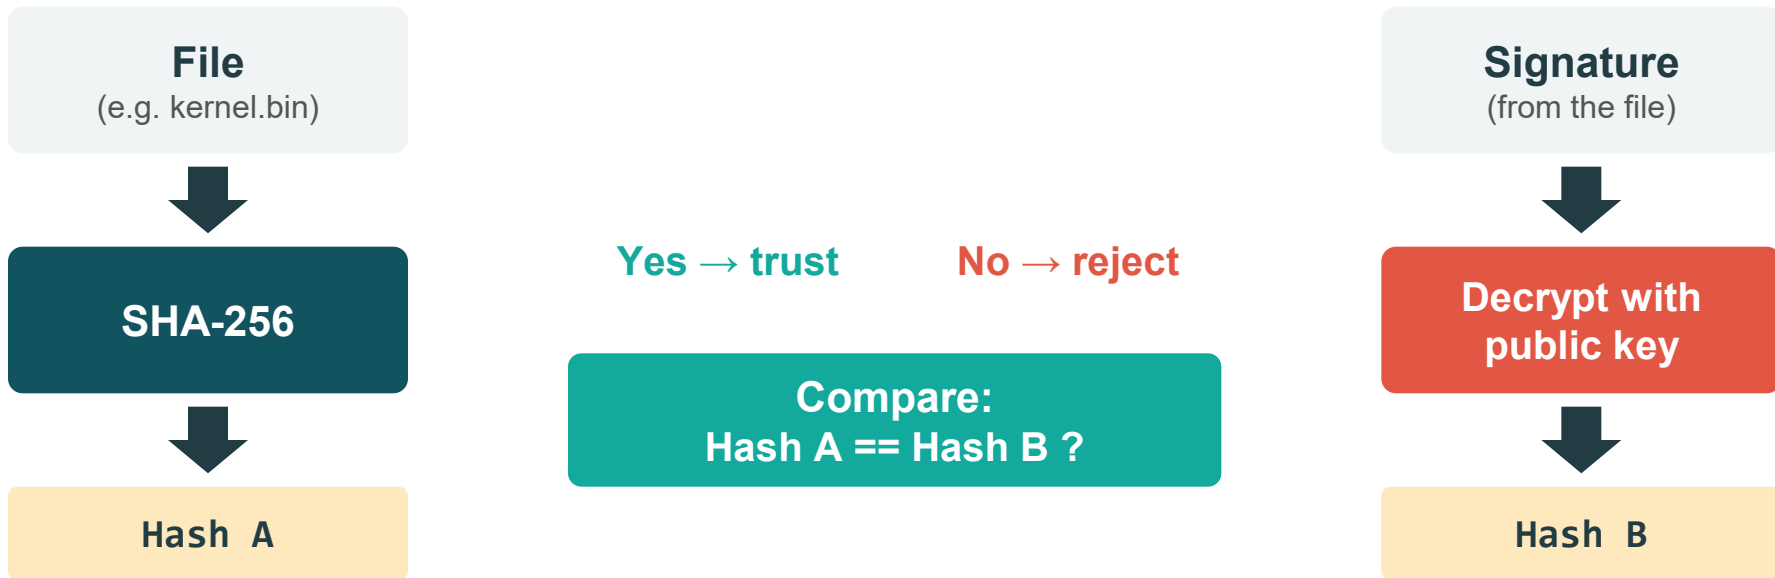 File
(e.g. kernel.bin)
SHA-256
Hash A
Yes → trust
No → reject
Compare:
Hash A == Hash B ?
Signature
(from the file)
Decrypt with
public key
Hash B